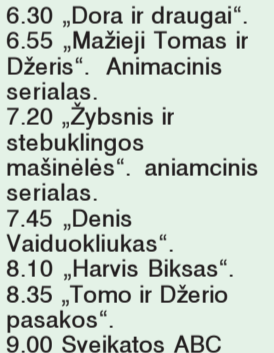 6.30 „Dora ir draugai“.
6.55 „Mažieji Tomas ir
Džeris“. Animacinis
serialas.
7.20 „Žybsnis ir
stebuklingos
mašinėlės“. aniamcinis
serialas.
7.45 „Denis
Vaiduokliukas“.
8.10 „Harvis Biksas“.
8.35 „Tomo ir Džerio
pasakos“.
9.00 Sveikatos ABC